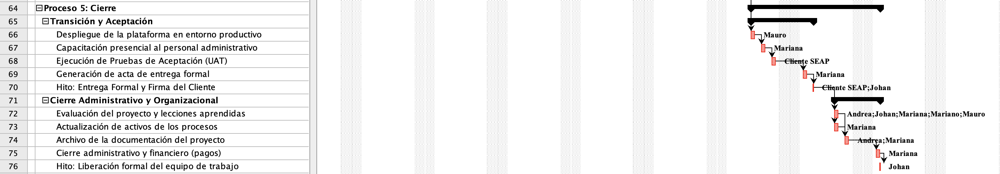 64 Proceso 5: Cierre
65 Transición y Aceptación
66 Despliegue de la plataforma en entorno productivo Mauro
67 Capacitación presencial al personal administrativo Mariana
68 Ejecución de Pruebas de Aceptación (UAT) Cliente SEAP
69 Generación de acta de entrega formal Mariana
70 Hito: Entrega Formal y Firma del Cliente Cliente SEAP;Johan
71 Cierre Administrativo y Organizacional
72 Evaluación del proyecto y lecciones aprendidas Andrea;Johan;Mariana;Mariano;Mauro
73 Actualización de activos de los procesos Mariana
74 Archivo de la documentación del proyecto Andrea;Mariana
75 Cierre administrativo y financiero (pagos) Mariana
76 Hito: Liberación formal del equipo de trabajo Johan